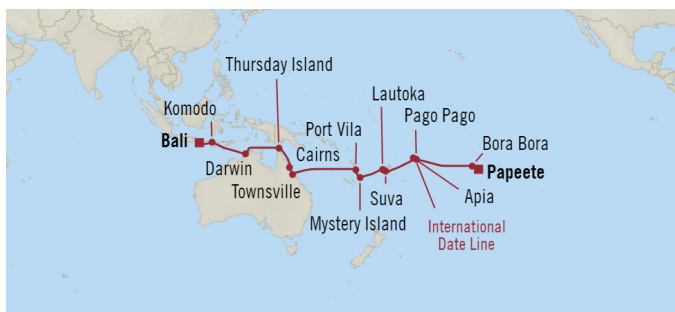 Thursday Island
Komodo
Lautoka
Pago Pago
Port Vila
Bali
Bora Bora
Cairns
Darwin
Papeete
Townsville
Suva
Apia
Mystery Island
International
Date Line